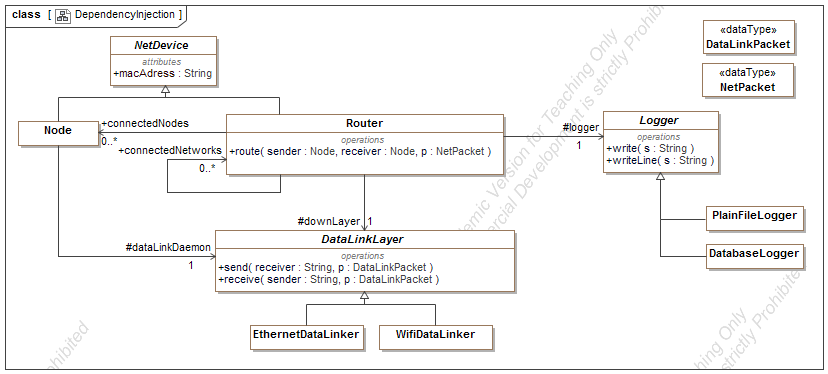 class [ DependencyInjection ]
NetDevice
attributes
+macAdress : String
«dataType»
DataLinkPacket
«dataType»
NetPacket
Node
+connectedNodes
0..*
+connectedNetworks
0..*
Router
operations
+route( sender : Node, receiver : Node, p : NetPacket )
#logger
1
Logger
operations
+write( s : String )
+writeLine( s : String )
PlainFileLogger
DatabaseLogger
#downLayer
1
#dataLinkDaemon
1
DataLinkLayer
operations
+send( receiver : String, p : DataLinkPacket )
+receive( sender : String, p : DataLinkPacket )
EthernetDataLinker
WifiDataLinker
demic Version for Teaching Only
ercial Development is strictly Prohibited
ohibited
ching Only
strictly Prohibited